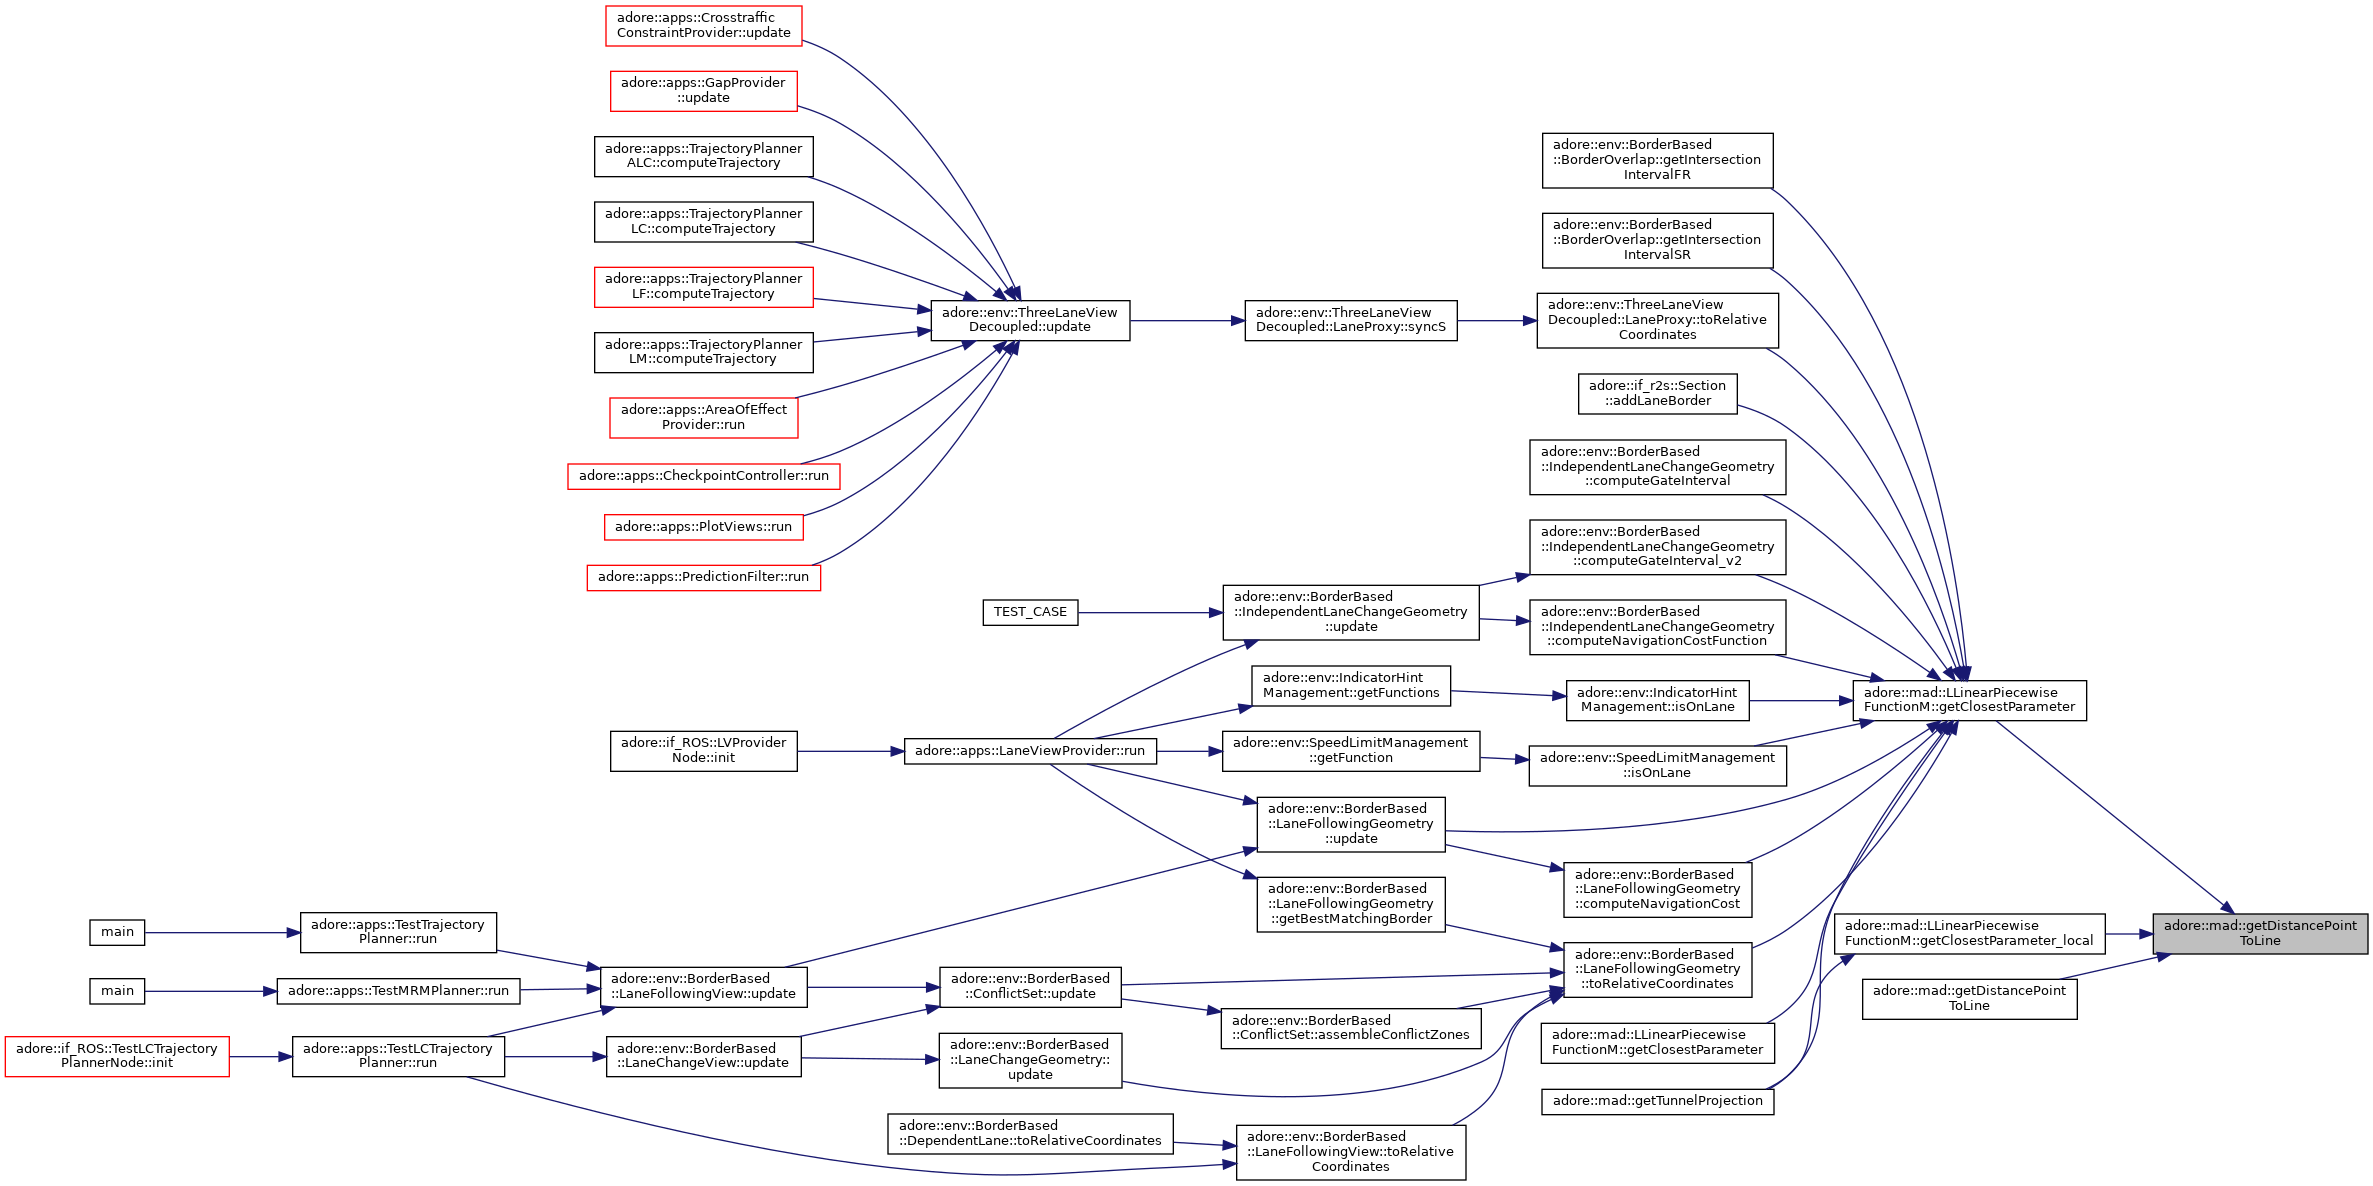 adore::apps::Crosstraffic
ConstraintProvider::update
adore::apps::GapProvider
::update
adore::apps::TrajectoryPlanner
ALC::computeTrajectory
adore::apps::TrajectoryPlanner
LC::computeTrajectory
adore::apps::TrajectoryPlanner
LF::computeTrajectory
adore::apps::TrajectoryPlanner
LM::computeTrajectory
adore::apps::AreaOfEffect
Provider::run
adore::apps::CheckpointController::run
adore::apps::PlotViews::run
adore::apps::PredictionFilter::run
adore::env::ThreeLaneView
Decoupled::update
adore::env::ThreeLaneView
Decoupled::LaneProxy::syncS
adore::env::BorderBased
::BorderOverlap::getIntersection
IntervalFR
adore::env::BorderBased
::BorderOverlap::getIntersection
IntervalSR
adore::env::ThreeLaneView
Decoupled::LaneProxy::toRelative
Coordinates
adore::if_r2s::Section
::addLaneBorder
adore::env::BorderBased
::IndependentLaneChangeGeometry
::computeGateInterval
adore::env::BorderBased
::IndependentLaneChangeGeometry
::computeGateInterval_v2
adore::env::BorderBased
::IndependentLaneChangeGeometry
::computeNavigationCostFunction
TEST_CASE
adore::env::BorderBased
::IndependentLaneChangeGeometry
::update
adore::env::IndicatorHint
Management::getFunctions
adore::env::IndicatorHint
Management::isOnLane
adore::mad::LLinearPiecewise
FunctionM::getClosestParameter
adore::if_ROS::LVProvider
Node::init
adore::apps::LaneViewProvider::run
adore::env::SpeedLimitManagement
::getFunction
adore::env::SpeedLimitManagement
::isOnLane
adore::env::BorderBased
::LaneFollowingGeometry
::update
adore::env::BorderBased
::LaneFollowingGeometry
::computeNavigationCost
adore::env::BorderBased
::LaneFollowingGeometry
::getBestMatchingBorder
adore::mad::LLinearPiecewise
FunctionM::getClosestParameter_local
adore::mad::getDistancePoint
ToLine
main
adore::apps::TestTrajectory
Planner::run
adore::env::BorderBased
::LaneFollowingGeometry
::toRelativeCoordinates
adore::mad::getDistancePoint
ToLine
main
adore::apps::TestMRMPlanner::run
adore::env::BorderBased
::LaneFollowingView::update
adore::env::BorderBased
::ConflictSet::update
adore::env::BorderBased
::ConflictSet::assembleConflictZones
adore::mad::LLinearPiecewise
FunctionM::getClosestParameter
adore::if_ROS::TestLCTrajectory
PlannerNode::init
adore::apps::TestLCTrajectory
Planner::run
adore::env::BorderBased
::LaneChangeView::update
adore::env::BorderBased
::LaneChangeGeometry::
update
adore::mad::getTunnelProjection
adore::env::BorderBased
::DependentLane::toRelativeCoordinates
adore::env::BorderBased
::LaneFollowingView::toRelative
Coordinates